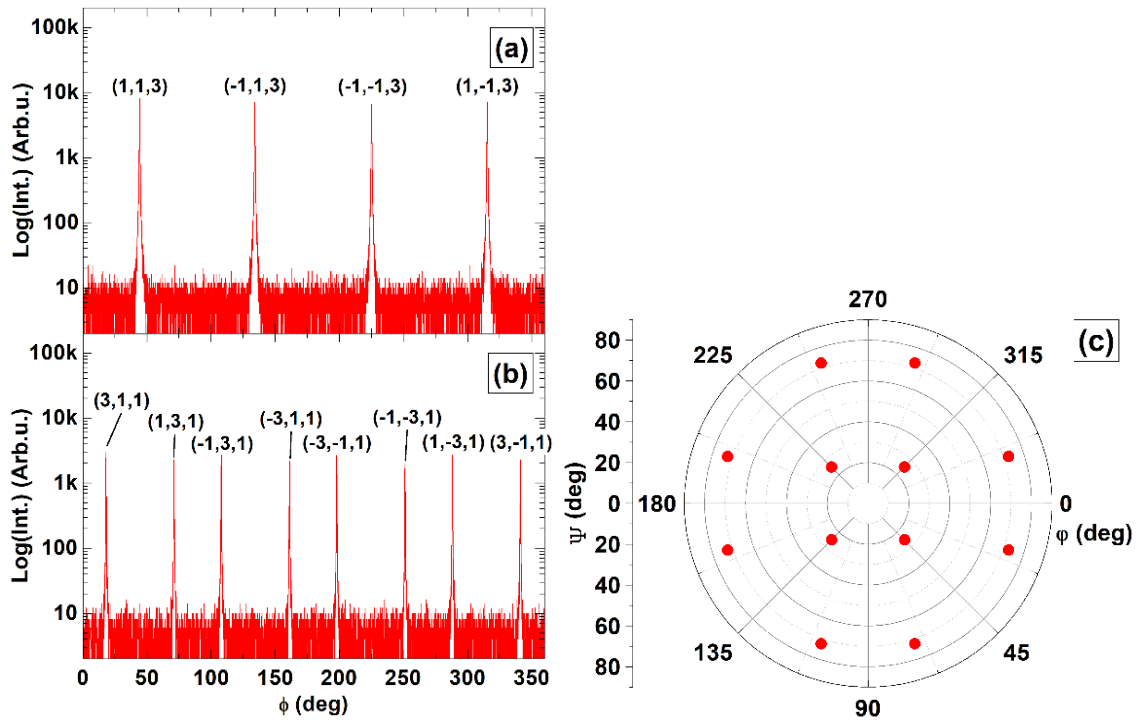 (a)
(1,1,3) (-1,1,3) (-1,-1,3) (1,-1,3)
100k
10k
1k
100
10
Log(Int.) (Arb.u.)
(b)
(3,1,1) (1,3,1) (-1,3,1) (-3,1,1) (-3,-1,1) (-1,-3,1) (1,-3,1) (3,-1,1)
100k
10k
1k
100
10
Log(Int.) (Arb.u.)
0 50 100 150 200 250 300 350
ϕ (deg)
(c)
270
225 315
180 0
φ (deg)
135 45
90
80
60
40
20
0
20
40
60
80
Ψ (deg)